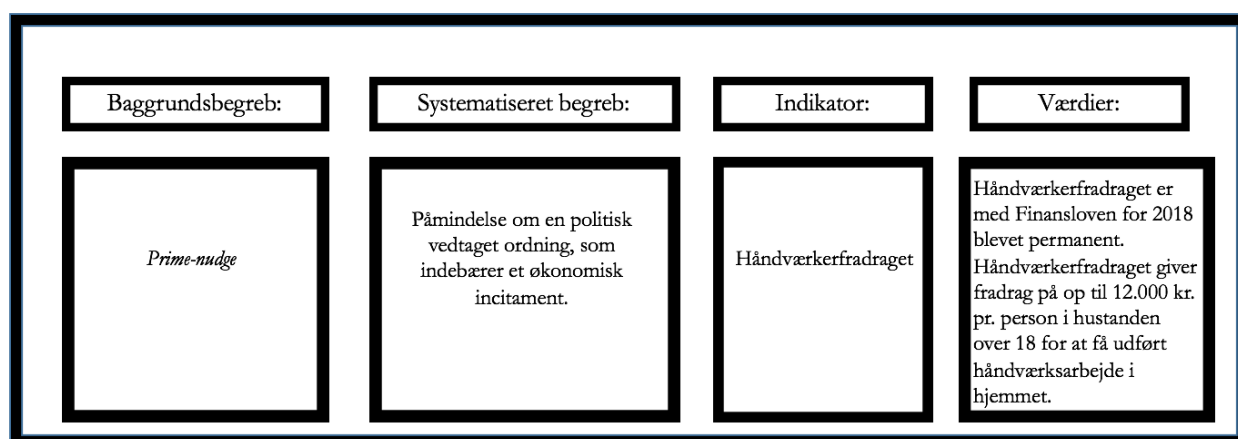 Baggrundsbegreb:
Systematiseret begreb:
Indikator:
Værdier:
Prime-nudge
Påmindelse om en politisk
vedtaget ordning, som
indebærer et økonomisk
incitament.
Håndværkerfradraget
Håndværkerfradraget er
med Finansloven for 2018
blevet permanent.
Håndværkerfradraget giver
fradrag på op til 12.000 kr.
pr. person i hustanden
over 18 for at få udført
håndværksarbejde i
hjemmet.